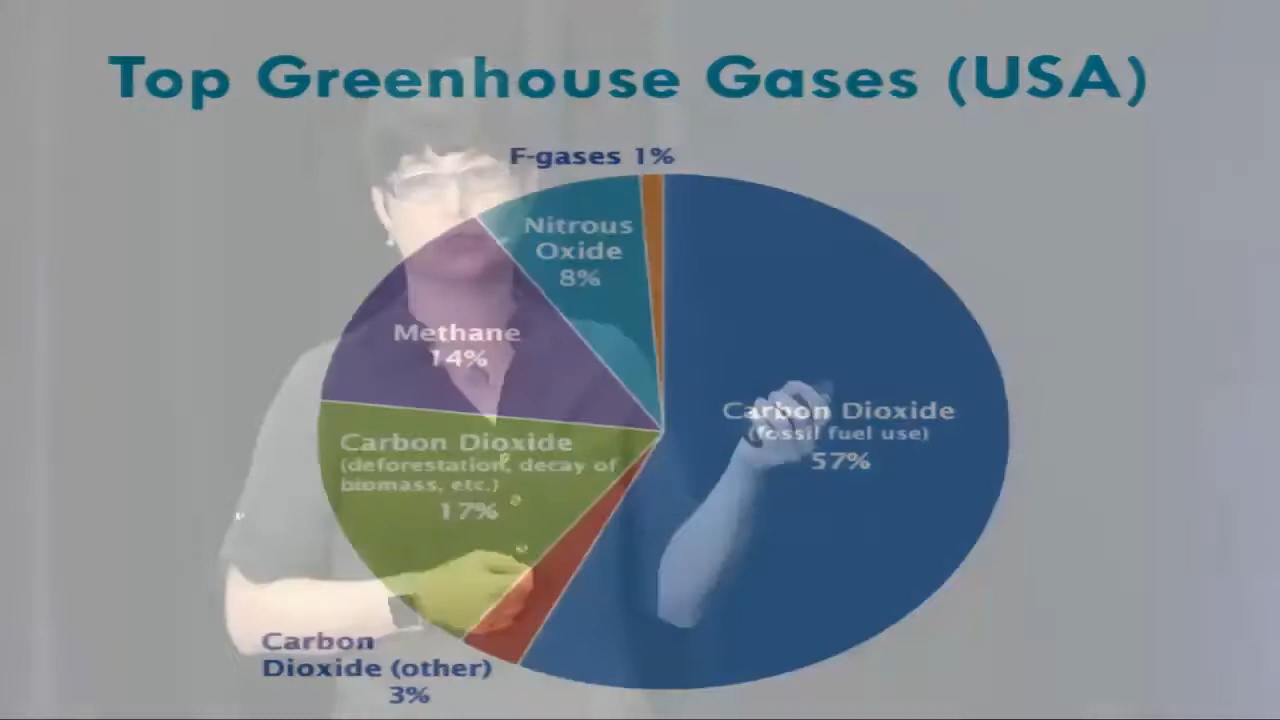 Top Greenhouse Gases (USA)
F-gases 1%
Nitrous
Oxide
8%
Methane
14%
Carbon Dioxide
(fossil fuel use)
57%
Carbon Dioxide
(deforestation, decay of
biomass, etc.)
17%
Carbon
Dioxide (other)
3%